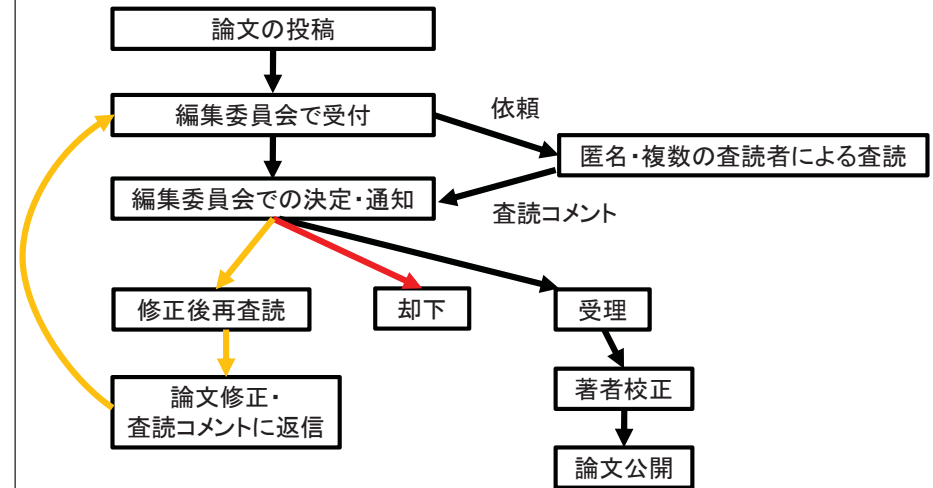 論文の投稿
編集委員会で受付
依頼
匿名・複数の査読者による査読
編集委員会での決定・通知
査読コメント
修正後再査読
却下
受理
論文修正・
査読コメントに返信
著者校正
論文公開